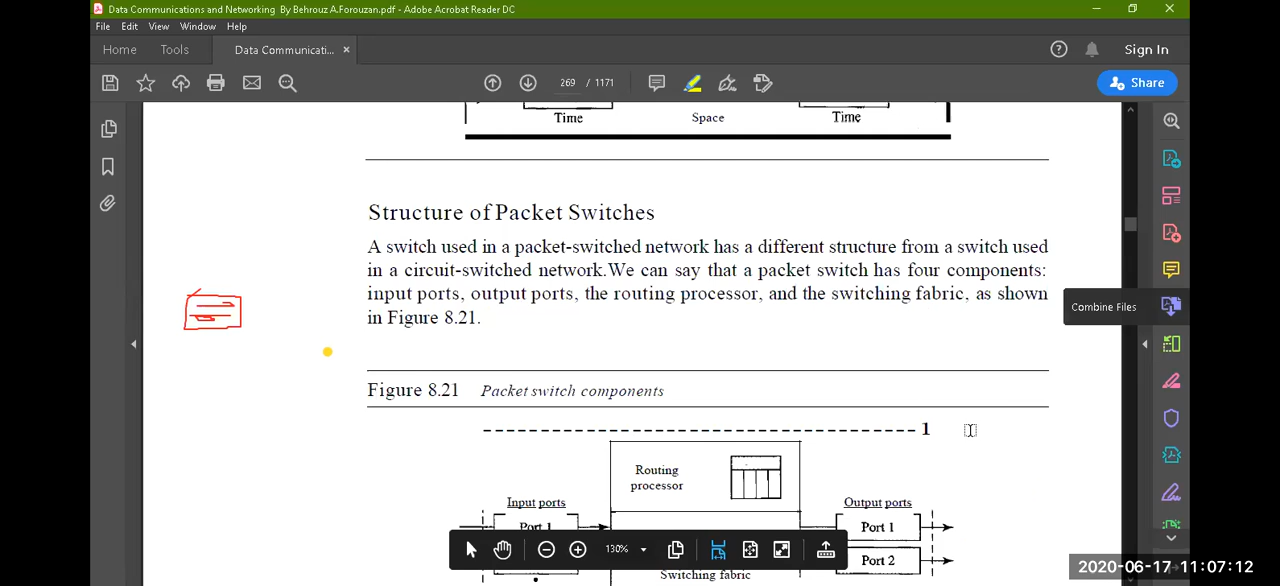 Data Communications and Networking By Behrouz A.Forouzan.pdf - Adobe Acrobat Reader DC
File Edit View Window Help
Home Tools Data Communicati... ×
Sign In
269 / 1171
Share
Time Space Time
Structure of Packet Switches
A switch used in a packet-switched network has a different structure from a switch used
in a circuit-switched network.We can say that a packet switch has four components:
input ports, output ports, the routing processor, and the switching fabric, as shown
in Figure 8.21.
Combine Files
Figure 8.21 Packet switch components
1
Routing
processor
Input ports
Output ports
Port 1
Port 1
130%
Port 2
Switching fabric
2020-06-17 11:07:12